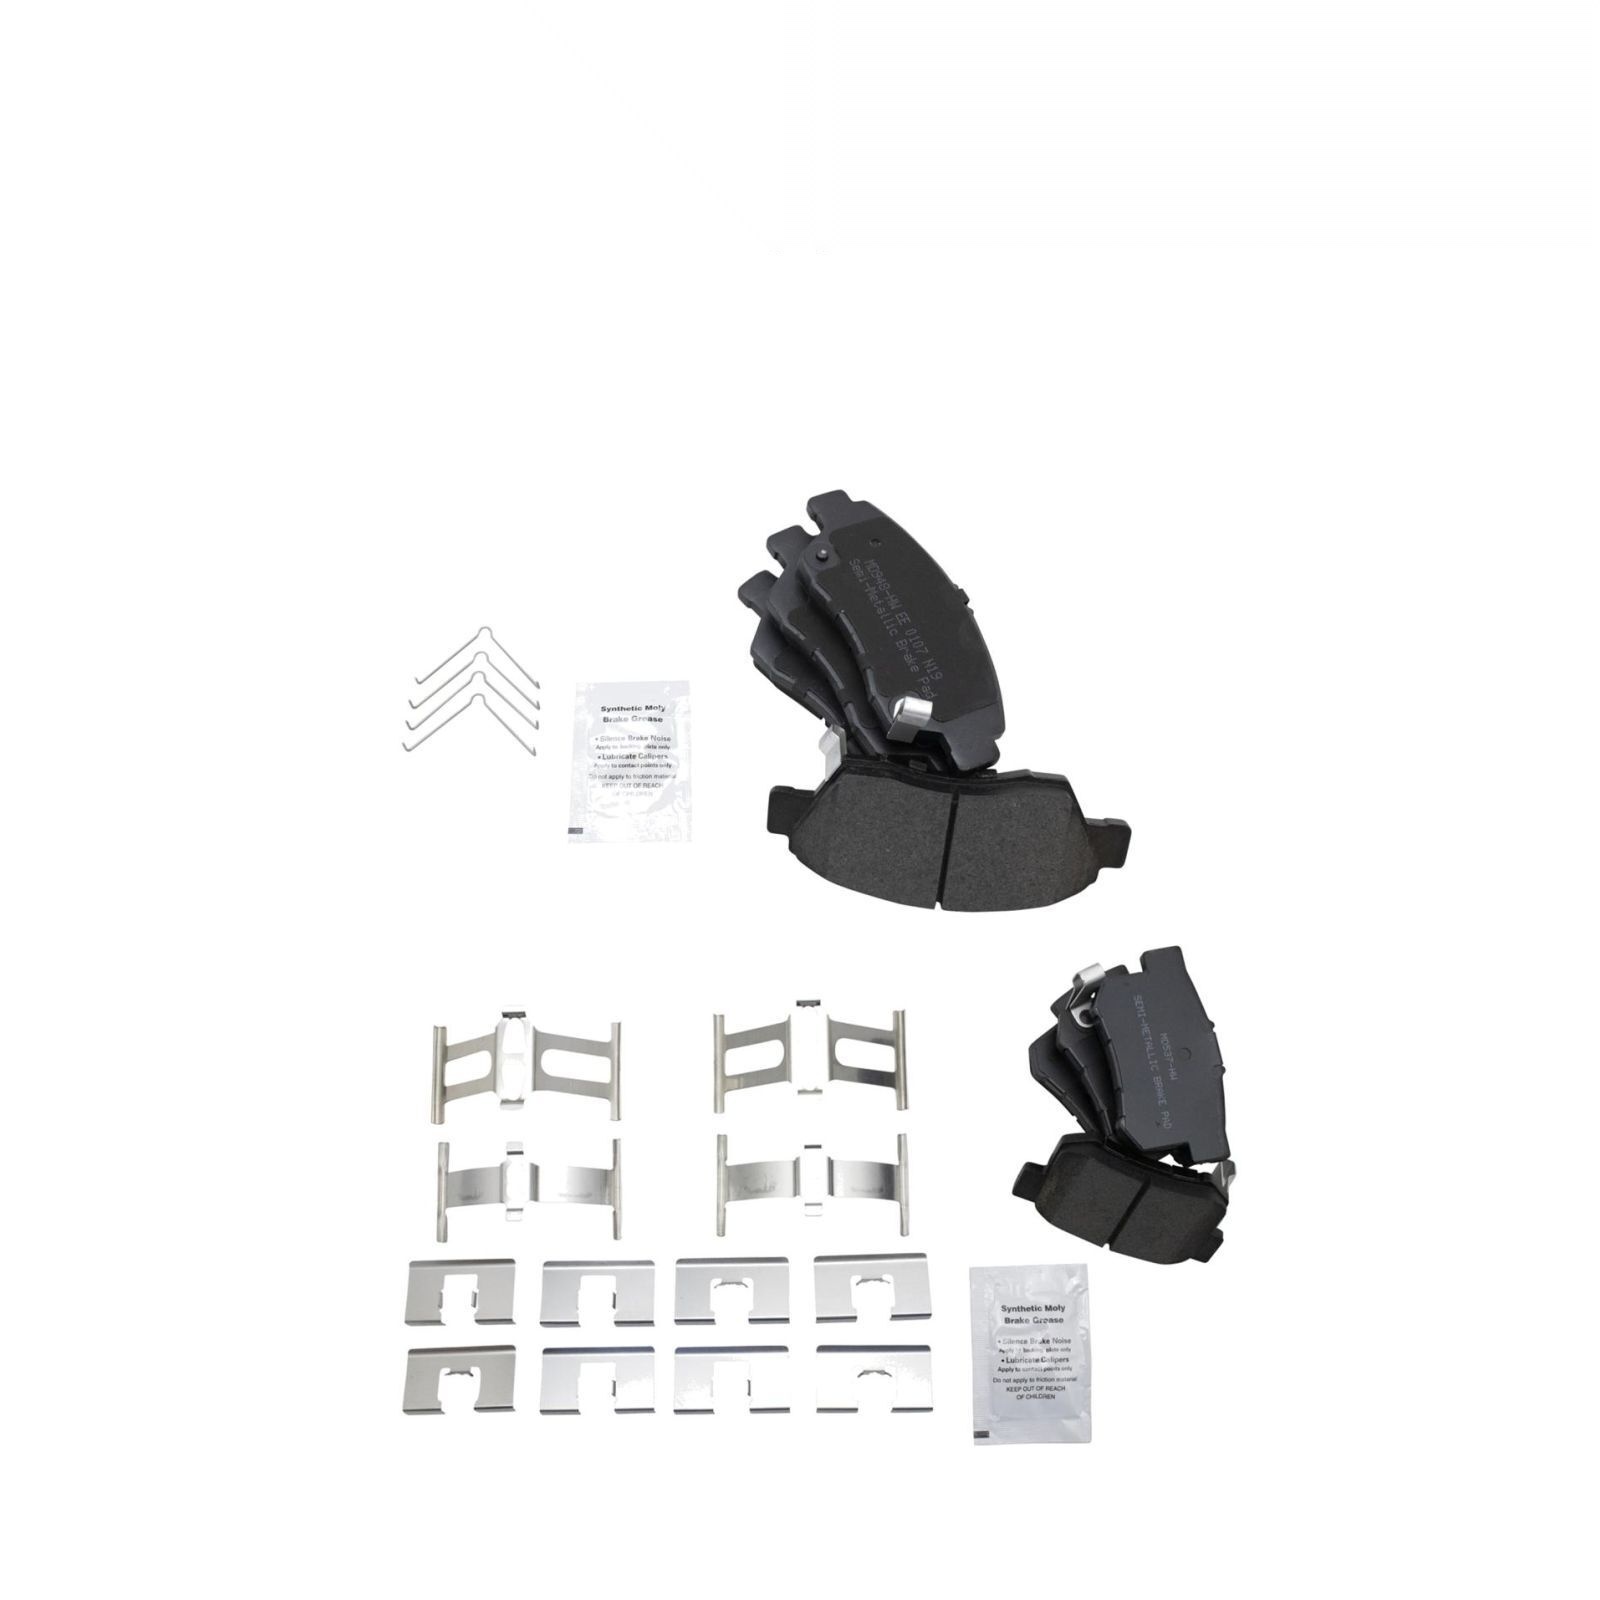 MD948-HW EE 0107 N19
Semi-Metallic Brake Pad
Synthetic Moly
Brake Grease
• Silence Brake Noise
Apply to backing plate only
• Lubricate Calipers
Apply to contact points only
Do not apply to friction material
KEEP OUT OF REACH
OF CHILDREN
MD537-HW
SEMI-METALLIC BRAKE PAD
Synthetic Moly
Brake Grease
• Silence Brake Noise
Apply to backing plate only
• Lubricate Calipers
Apply to contact points only
Do not apply to friction material
KEEP OUT OF REACH
OF CHILDREN